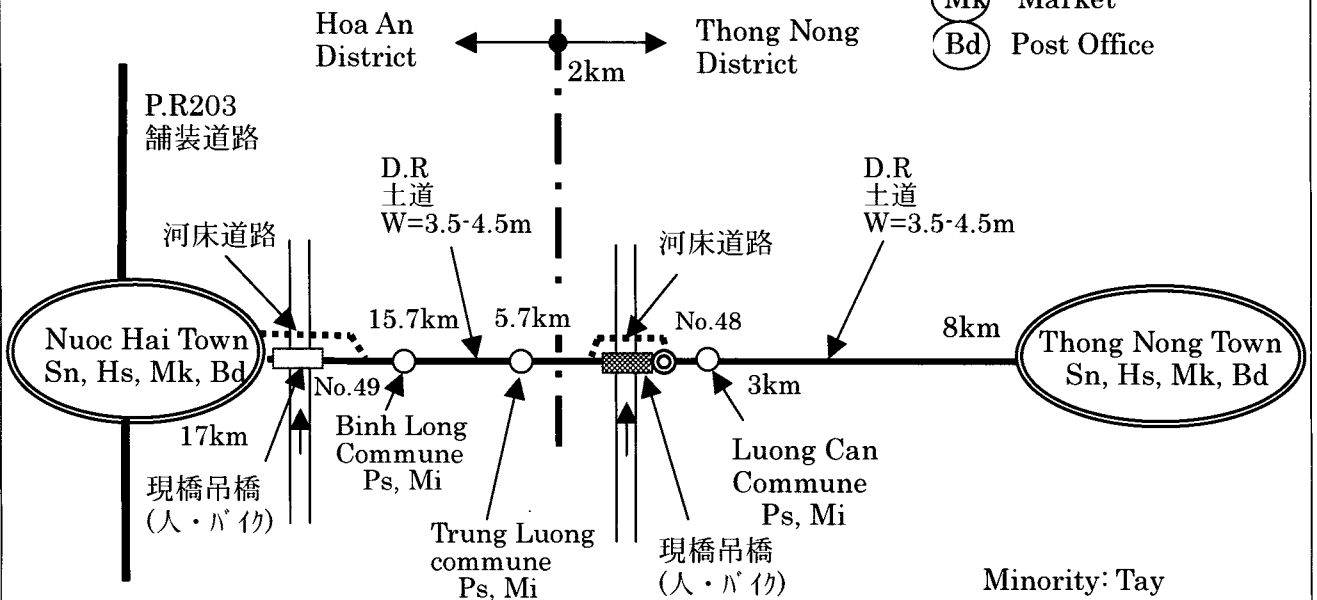 Mk Market
Bd Post Office
Hoa An
District
Thong Nong
District
2km
P.R203
舗装道路
D.R
土道
W=3.5-4.5m
D.R
土道
W=3.5-4.5m
河床道路
河床道路
15.7km
5.7km
No.48
8km
Nuoc Hai Town
Sn, Hs, Mk, Bd
Thong Nong Town
Sn, Hs, Mk, Bd
No.49
3km
17km
Binh Long
Commune
Ps, Mi
Luong Can
Commune
Ps, Mi
現橋吊橋
(人・ﾊﾞｲｸ)
Trung Luong
commune
Ps, Mi
現橋吊橋
(人・ﾊﾞｲｸ)
Minority: Tay